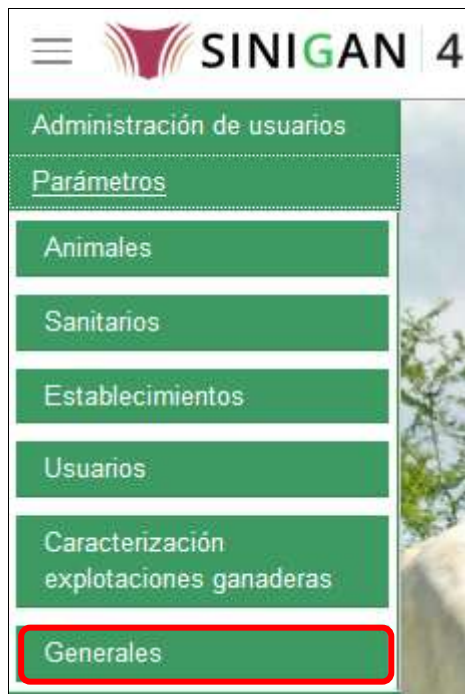 SINIGAN 4
Administración de usuarios
Parámetros
Animales
Sanitarios
Establecimientos
Usuarios
Caracterización
explotaciones ganaderas
Generales